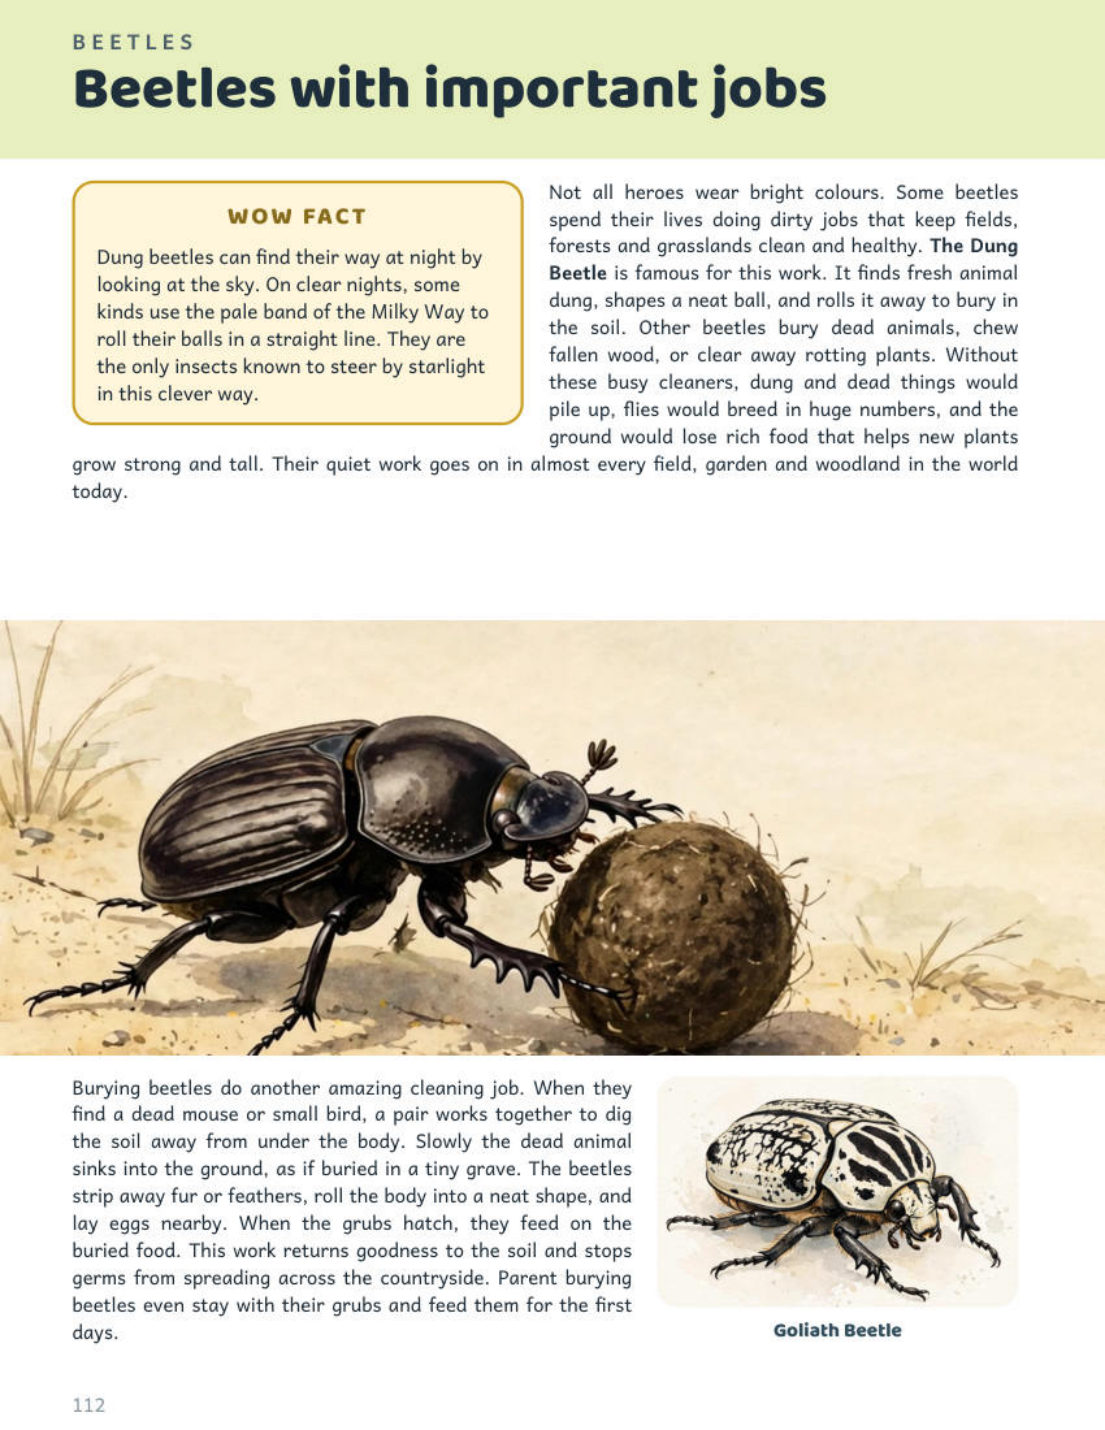 BEETLES
Beetles with important jobs
WOW FACT
Dung beetles can find their way at night by
looking at the sky. On clear nights, some
kinds use the pale band of the Milky Way to
roll their balls in a straight line. They are
the only insects known to steer by starlight
in this clever way.
Not all heroes wear bright colours. Some beetles
spend their lives doing dirty jobs that keep fields,
forests and grasslands clean and healthy. The Dung
Beetle is famous for this work. It finds fresh animal
dung, shapes a neat ball, and rolls it away to bury in
the soil. Other beetles bury dead animals, chew
fallen wood, or clear away rotting plants. Without
these busy cleaners, dung and dead things would
pile up, flies would breed in huge numbers, and the
ground would lose rich food that helps new plants
grow strong and tall. Their quiet work goes on in almost every field, garden and woodland in the world
today.
Burying beetles do another amazing cleaning job. When they
find a dead mouse or small bird, a pair works together to dig
the soil away from under the body. Slowly the dead animal
sinks into the ground, as if buried in a tiny grave. The beetles
strip away fur or feathers, roll the body into a neat shape, and
lay eggs nearby. When the grubs hatch, they feed on the
buried food. This work returns goodness to the soil and stops
germs from spreading across the countryside. Parent burying
beetles even stay with their grubs and feed them for the first
days.
Goliath Beetle
112